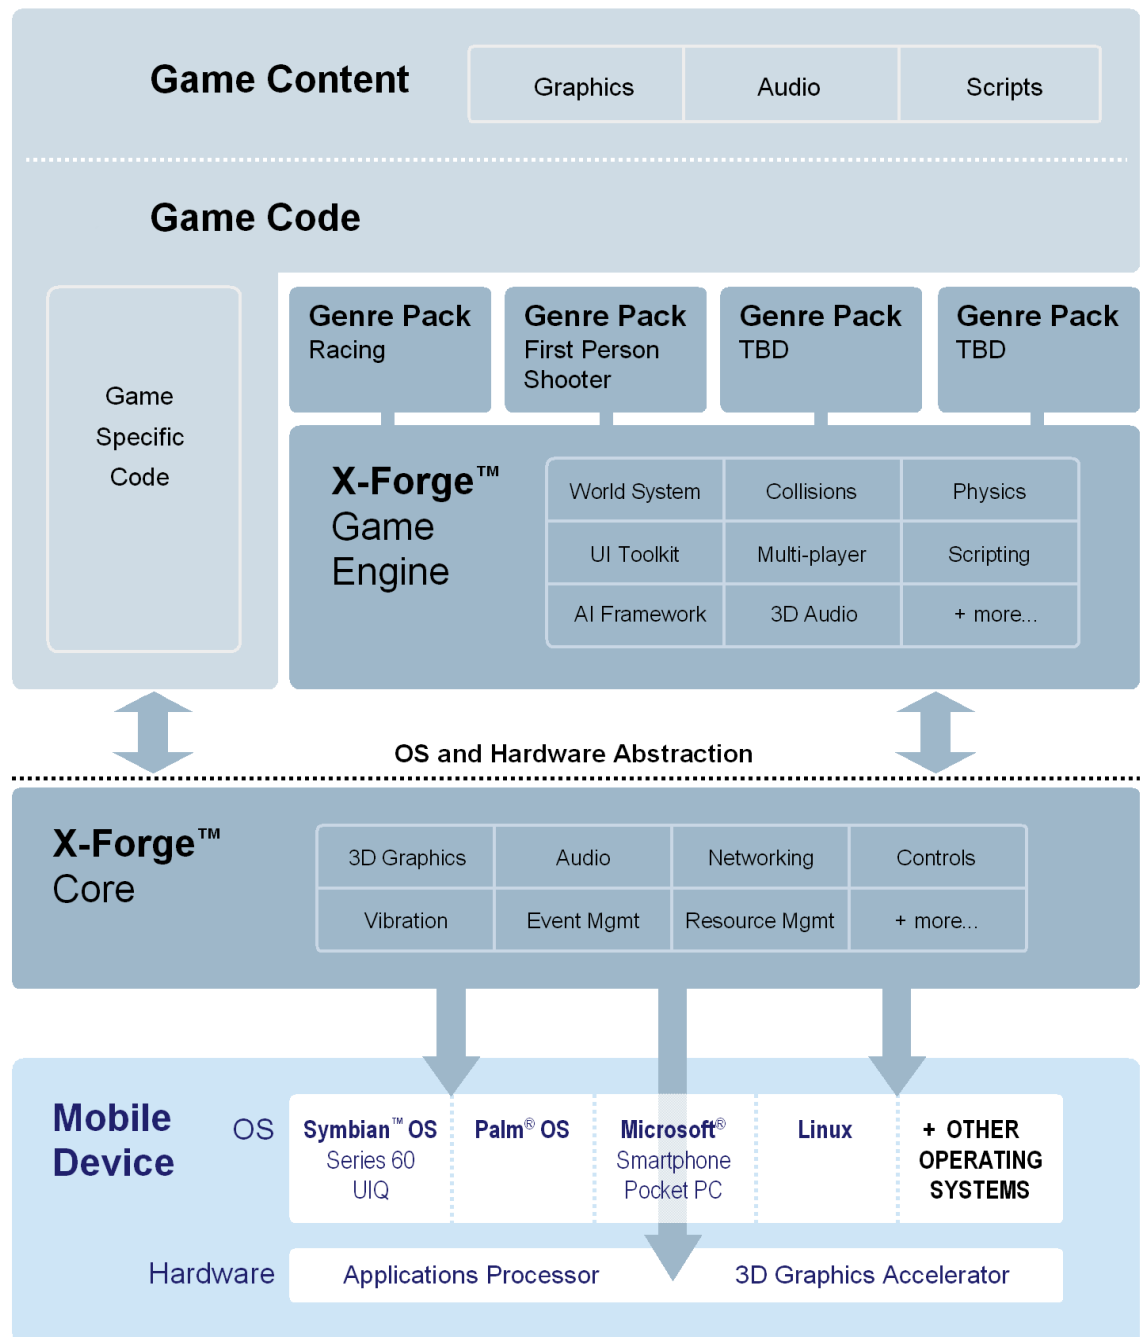 Game Content
Graphics
Audio
Scripts
Game Code
Game
Specific
Code
Genre Pack
Racing
Genre Pack
First Person
Shooter
Genre Pack
TBD
Genre Pack
TBD
X-Forge™
Game
Engine
World System
Collisions
Physics
UI Toolkit
Multi-player
Scripting
AI Framework
3D Audio
+ more...
OS and Hardware Abstraction
X-Forge™
Core
3D Graphics
Audio
Networking
Controls
Vibration
Event Mgmt
Resource Mgmt
+ more...
Mobile
Device
OS
Symbian™ OS
Series 60
UIQ
Palm® OS
Microsoft®
Smartphone
Pocket PC
Linux
+ OTHER
OPERATING
SYSTEMS
Hardware
Applications Processor
3D Graphics Accelerator